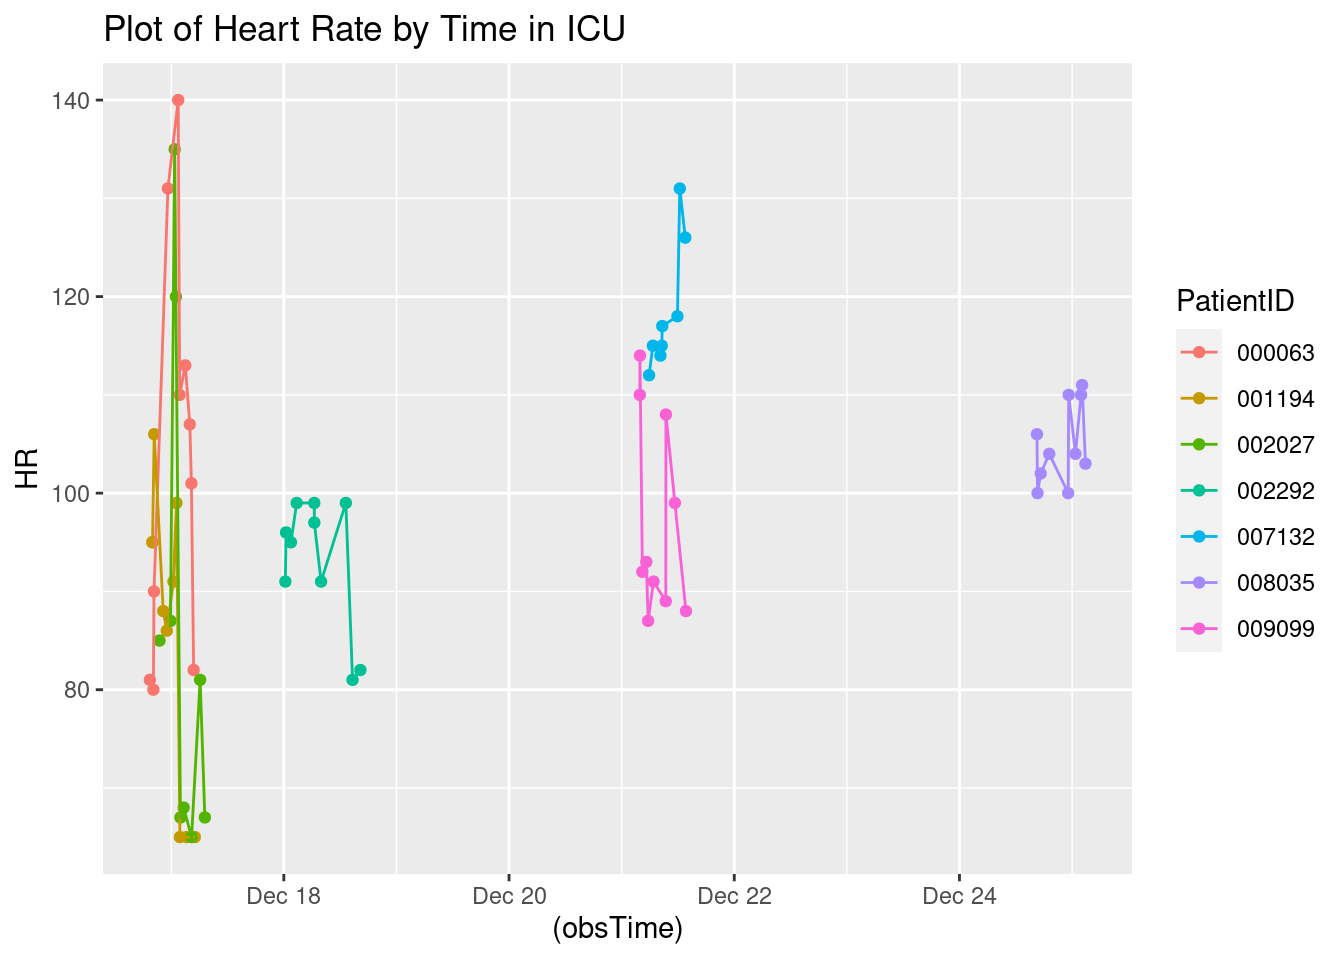 Plot of Heart Rate by Time in ICU
140
120
100
80
HR
Dec 18
Dec 20
Dec 22
Dec 24
(obsTime)
PatientID
000063
001194
002027
002292
007132
008035
009099